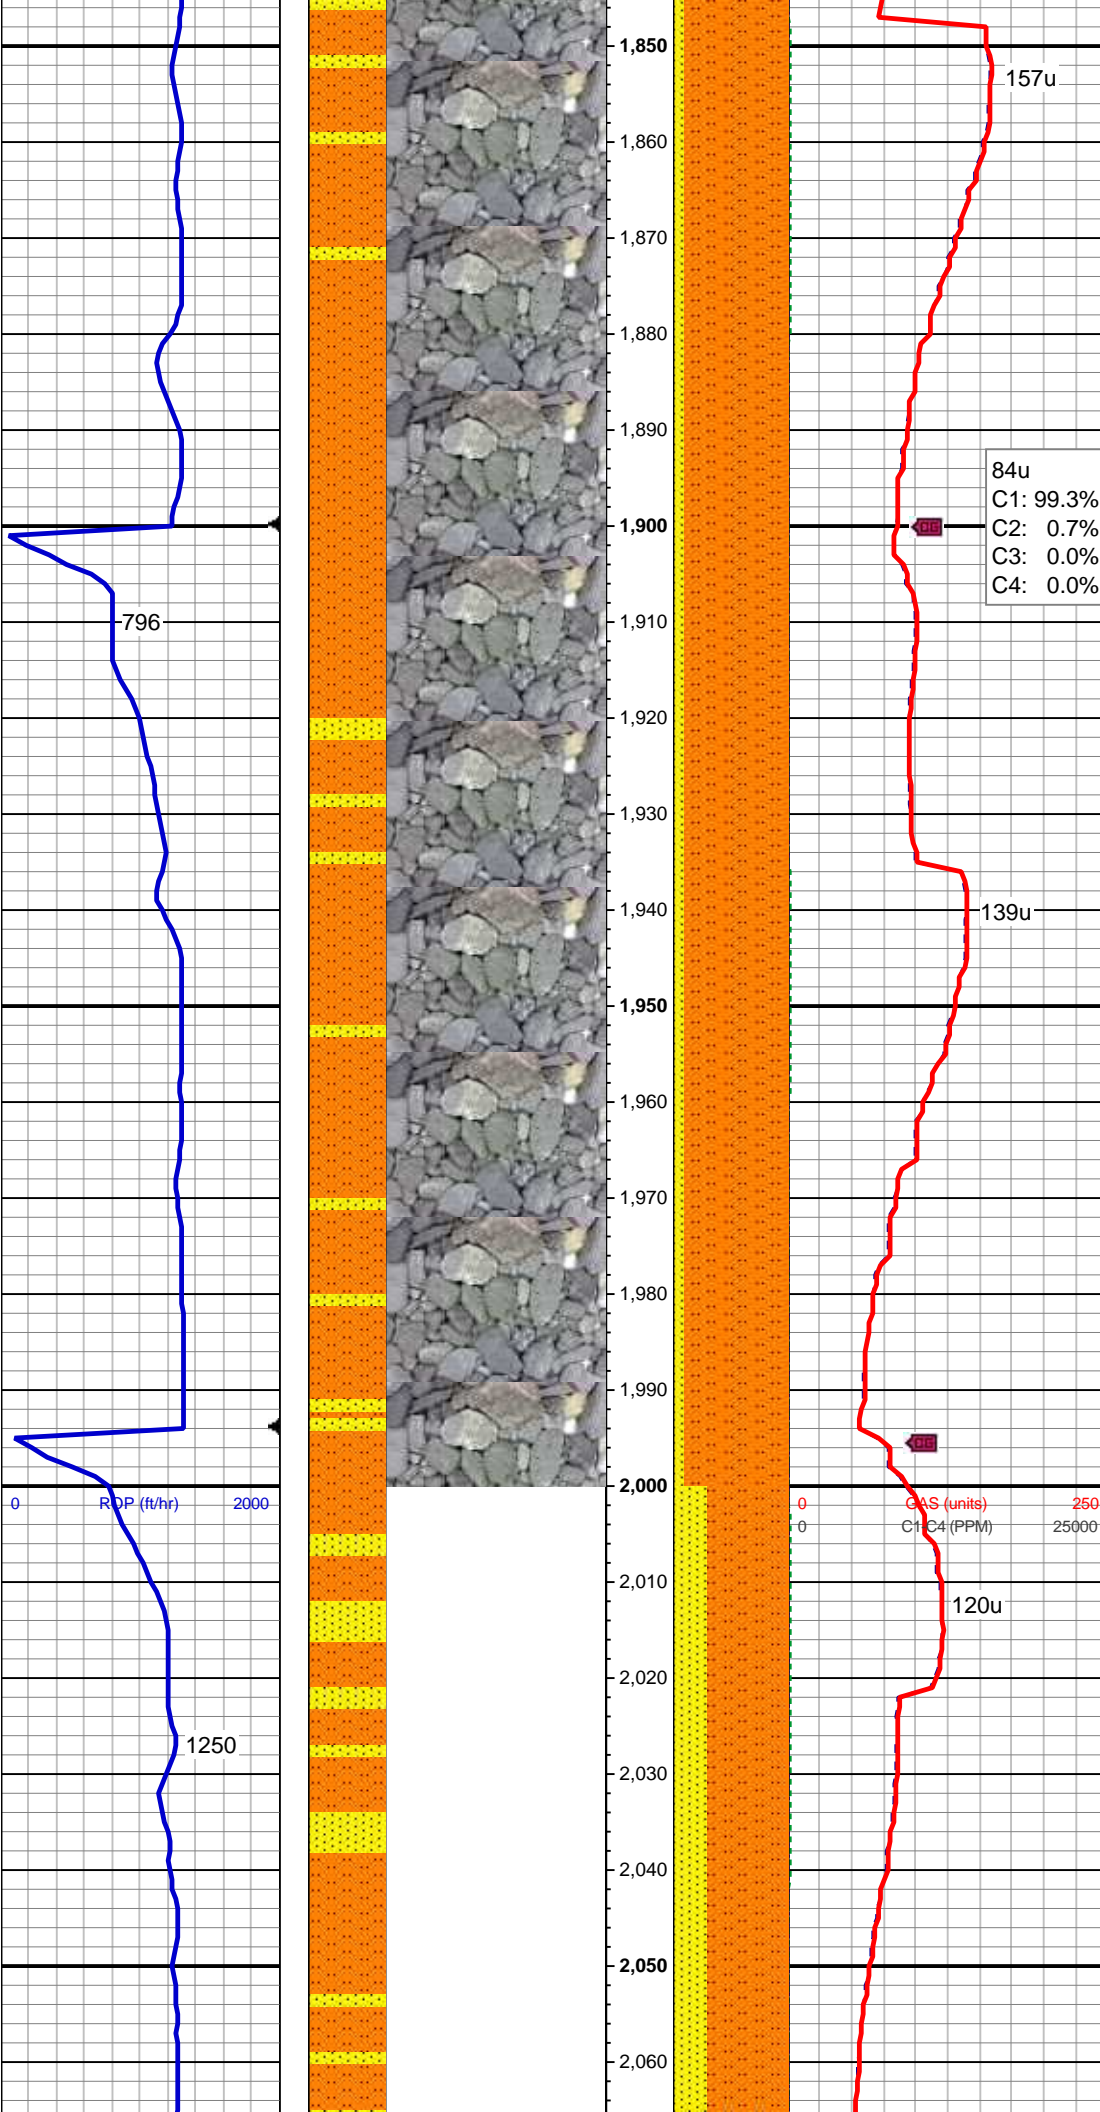 1,850
157u
1,860
1,870
1,880
1,890
84u
C1: 99.3%
C2: 0.7%
C3: 0.0%
C4: 0.0%
1,900
CG
796
1,910
1,920
1,930
1,940
139u
1,950
1,960
1,970
1,980
1,990
CG
2,000
0 ROP (ft/hr) 2000
0 GAS (units) 250
0 C1-C4 (PPM) 25000
2,010
120u
2,020
1250
2,030
2,040
2,050
2,060